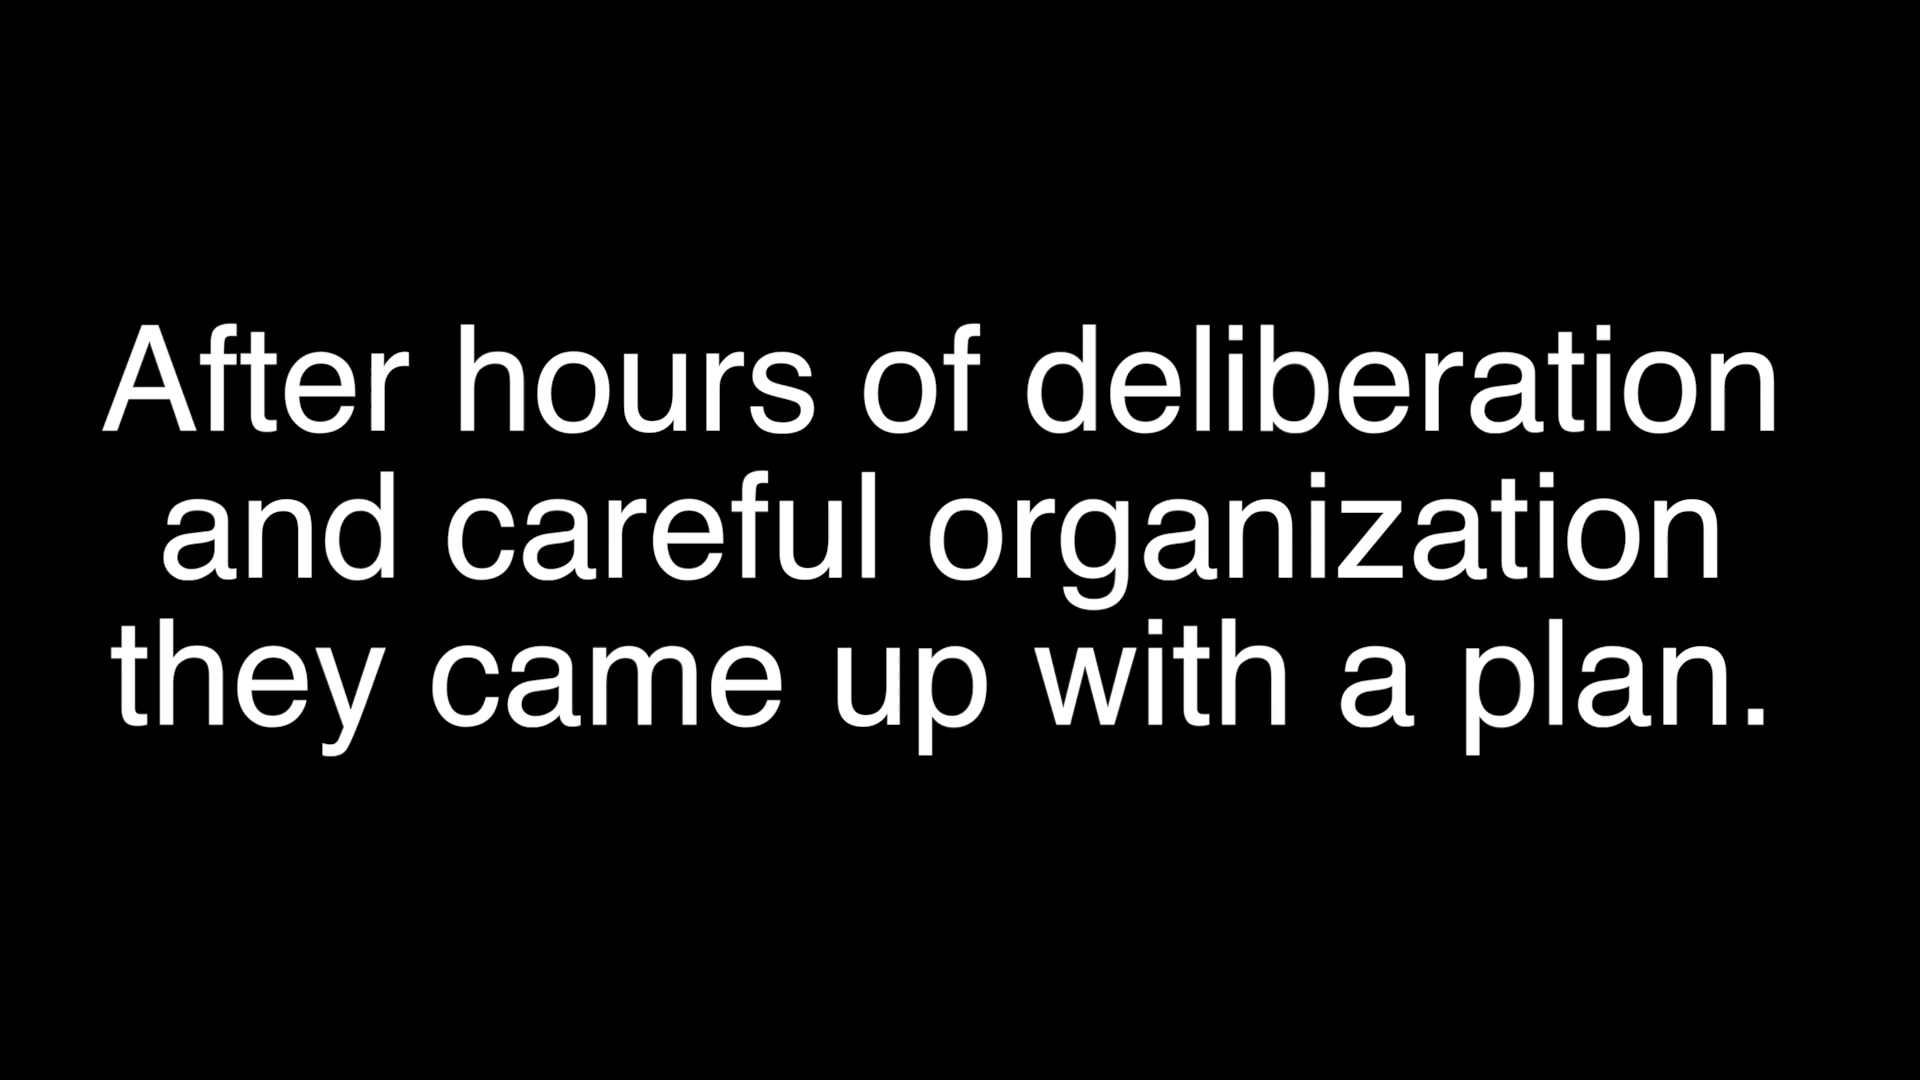 After hours of deliberation
and careful organization
they came up with a plan.